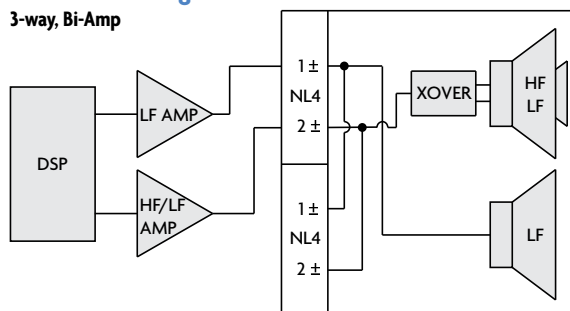 3-way, Bi-Amp
DSP
LF AMP
HF/LF
AMP
1 ±
NL4
2 ±
1 ±
NL4
2 ±
XOVER
HF
LF
LF